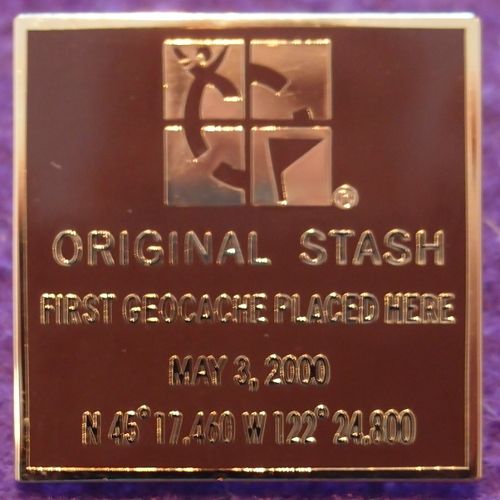 ®
ORIGINAL STASH
FIRST GEOCACHE PLACED HERE
MAY 3, 2000
N 45° 17.460 W 122° 24.800